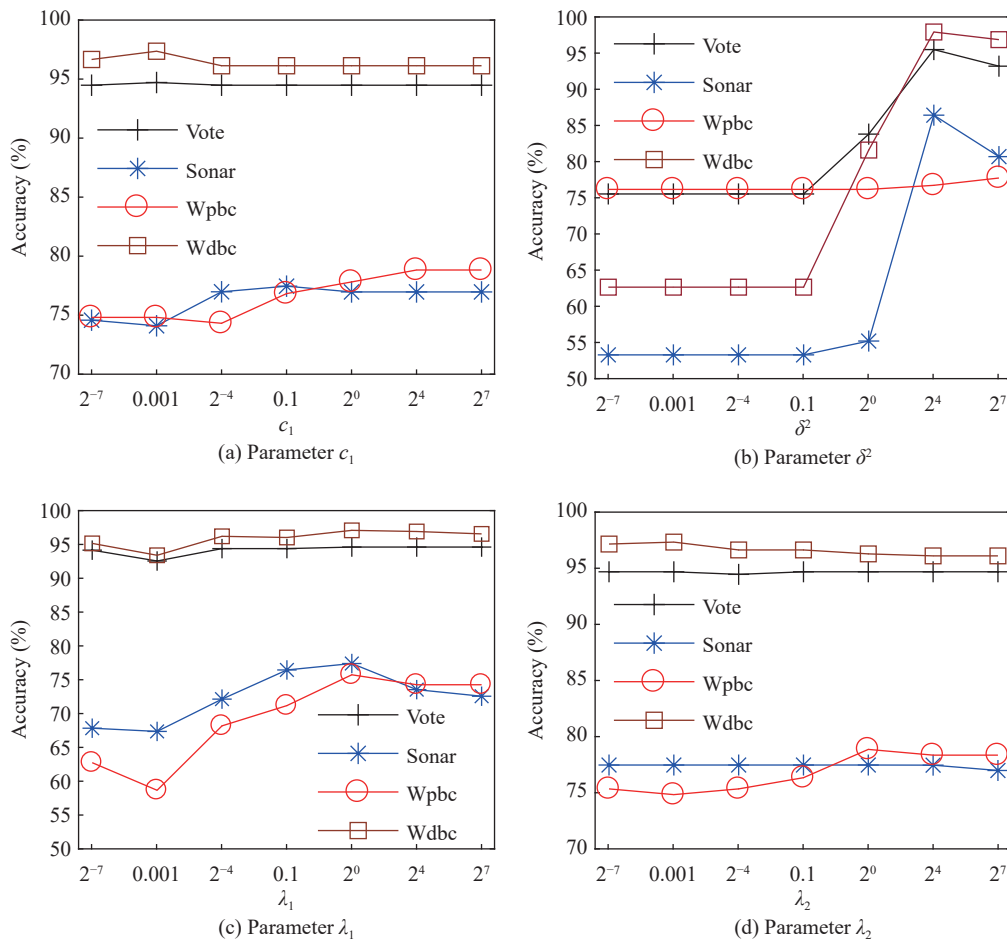 100
95
90
85
80
75
70
Accuracy (%)
Vote
Sonar
Wpbc
Wdbc
2⁻⁷ 0.001 2⁻⁴ 0.1 2⁰ 2⁴ 2⁷
c₁
(a) Parameter c₁
100
95
90
85
80
75
70
65
60
55
50
Accuracy (%)
Vote
Sonar
Wpbc
Wdbc
2⁻⁷ 0.001 2⁻⁴ 0.1 2⁰ 2⁴ 2⁷
δ²
(b) Parameter δ²
100
95
90
85
80
75
70
65
60
55
50
Accuracy (%)
Vote
Sonar
Wpbc
Wdbc
2⁻⁷ 0.001 2⁻⁴ 0.1 2⁰ 2⁴ 2⁷
λ₁
(c) Parameter λ₁
100
95
90
85
80
75
70
Accuracy (%)
Vote
Sonar
Wpbc
Wdbc
2⁻⁷ 0.001 2⁻⁴ 0.1 2⁰ 2⁴ 2⁷
λ₂
(d) Parameter λ₂